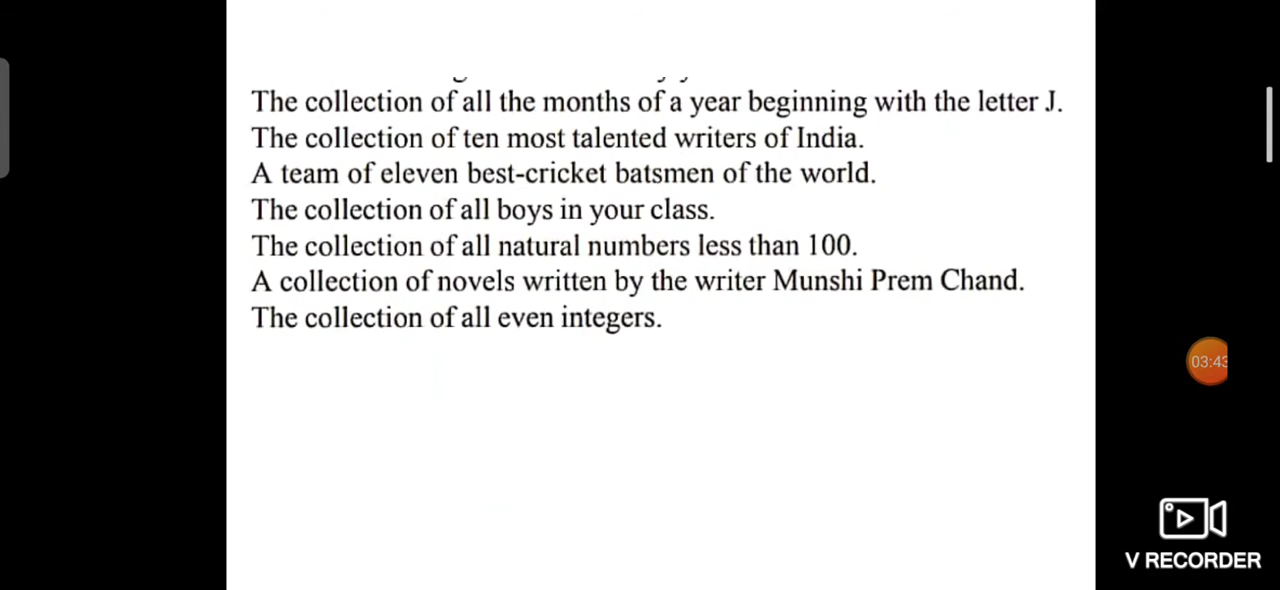 The collection of all the months of a year beginning with the letter J.
The collection of ten most talented writers of India.
A team of eleven best-cricket batsmen of the world.
The collection of all boys in your class.
The collection of all natural numbers less than 100.
A collection of novels written by the writer Munshi Prem Chand.
The collection of all even integers.
03:43
V RECORDER